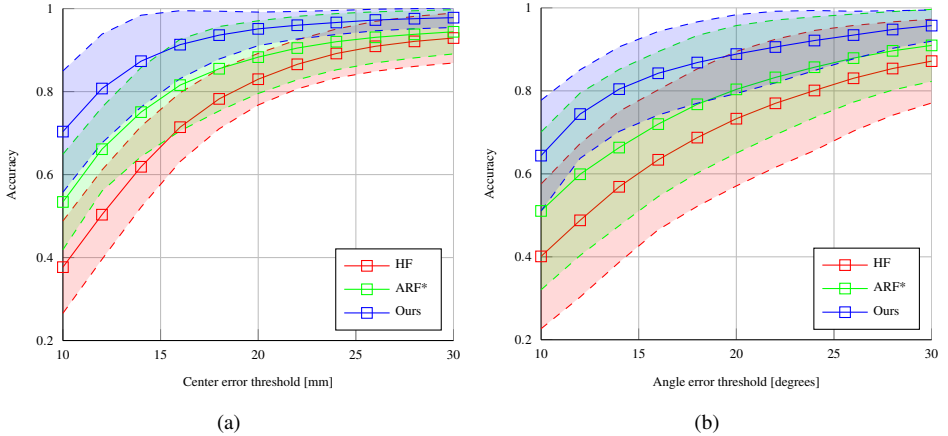 1
0.8
0.6
0.4
0.2
10
15
20
25
30
Accuracy
Center error threshold [mm]
HF
ARF*
Ours
(a)
1
0.8
0.6
0.4
0.2
10
15
20
25
30
Accuracy
Angle error threshold [degrees]
HF
ARF*
Ours
(b)